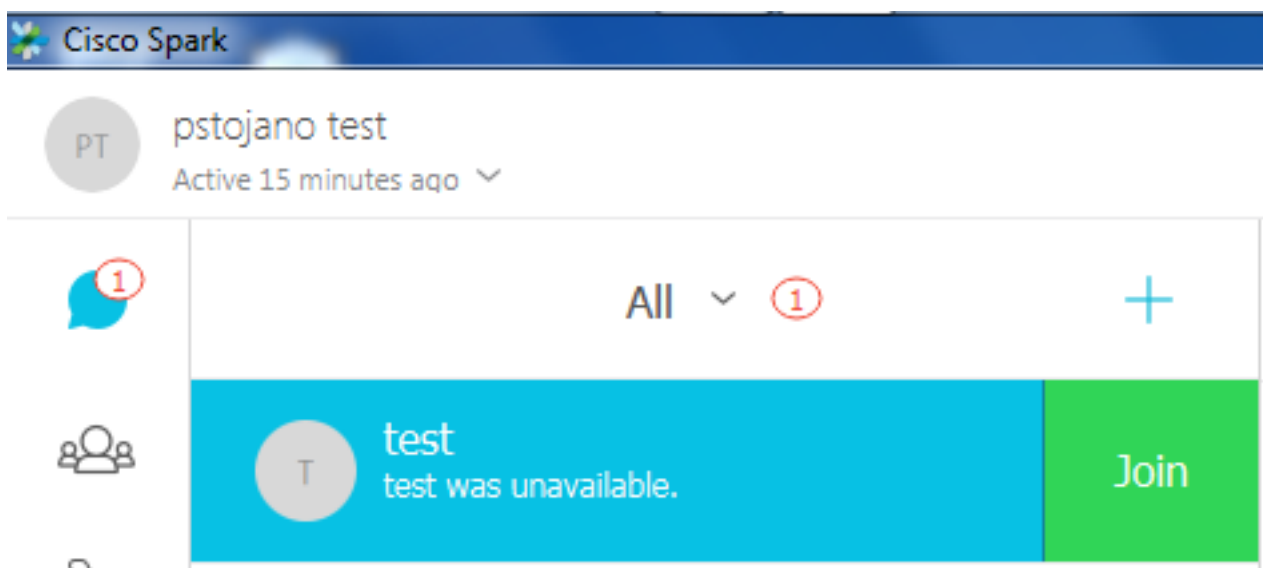 Cisco Spark
PT
pstojano test
Active 15 minutes ago
1
All
1
T
test
test was unavailable.
Join